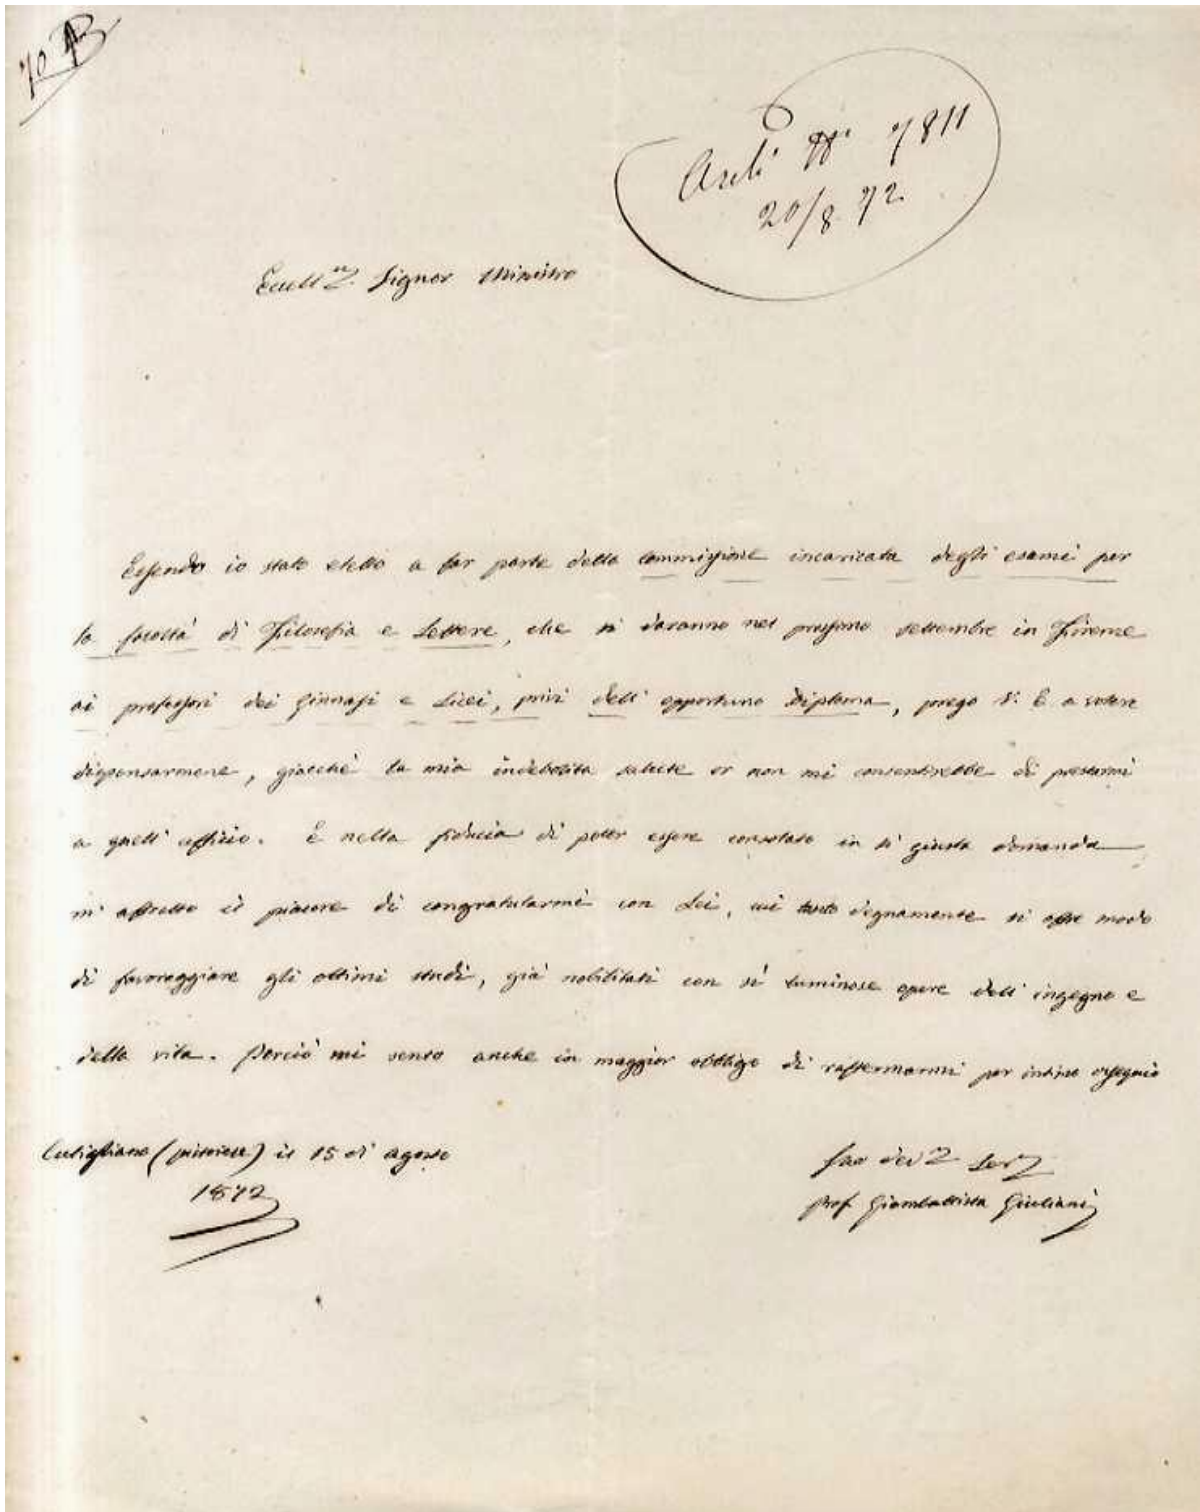 70 B
7811
20/8 72
Eccell.mo Signor Ministro
Essendo io stato eletto a far parte della Commissione incaricata degli esami per
la facoltà di Filosofia e Lettere, che si daranno nel prossimo settembre in Firenze
ai professori dei Ginnasj e Licei, privi dell' opportuno diploma, prego V. E. a volere
dispensarmene, giacchè la mia indebolita salute or non mi consentirebbe di prestarmi
a quell' uffizio. E nella fiducia di poter essere consolato in sì giusta domanda
m' affretto il piacere di congratularmi con Lei, cui tanto degnamente si offre modo
di favoreggiare gli ottimi studi, già nobilitati con sì luminose opere dell' ingegno e
della vita. Perciò mi sento anche in maggior obbligo di raffermarmi per intimo ossequio
Cutigliano (pistoiese) il 15 di agosto
1872
Suo dev.mo Serv.
prof Giambattista Giuliani